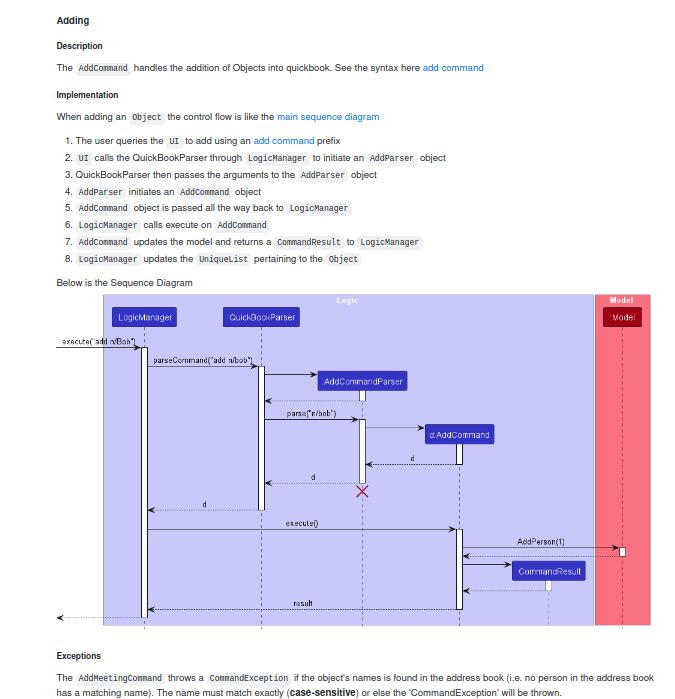 Adding
Description
The AddCommand handles the addition of Objects into quickbook. See the syntax here add command
Implementation
When adding an Object the control flow is like the main sequence diagram
1. The user queries the UI to add using an add command prefix
2. UI calls the QuickBookParser through LogicManager to initiate an AddParser object
3. QuickBookParser then passes the arguments to the AddParser object
4. AddParser initiates an AddCommand object
5. AddCommand object is passed all the way back to LogicManager
6. LogicManager calls execute on AddCommand
7. AddCommand updates the model and returns a CommandResult to LogicManager
8. LogicManager updates the UniqueList pertaining to the Object
Below is the Sequence Diagram
Logic
Model
:LogicManager
:QuickBookParser
:Model
execute("add n/Bob")
parseCommand("add n/bob")
:AddCommandParser
parse("n/bob")
d:AddCommand
d
d
d
execute()
AddPerson(1)
:CommandResult
result
Exceptions
The AddMeetingCommand throws a CommandException if the object's names is found in the address book (i.e. no person in the address book
has a matching name). The name must match exactly (case-sensitive) or else the 'CommandException' will be thrown.